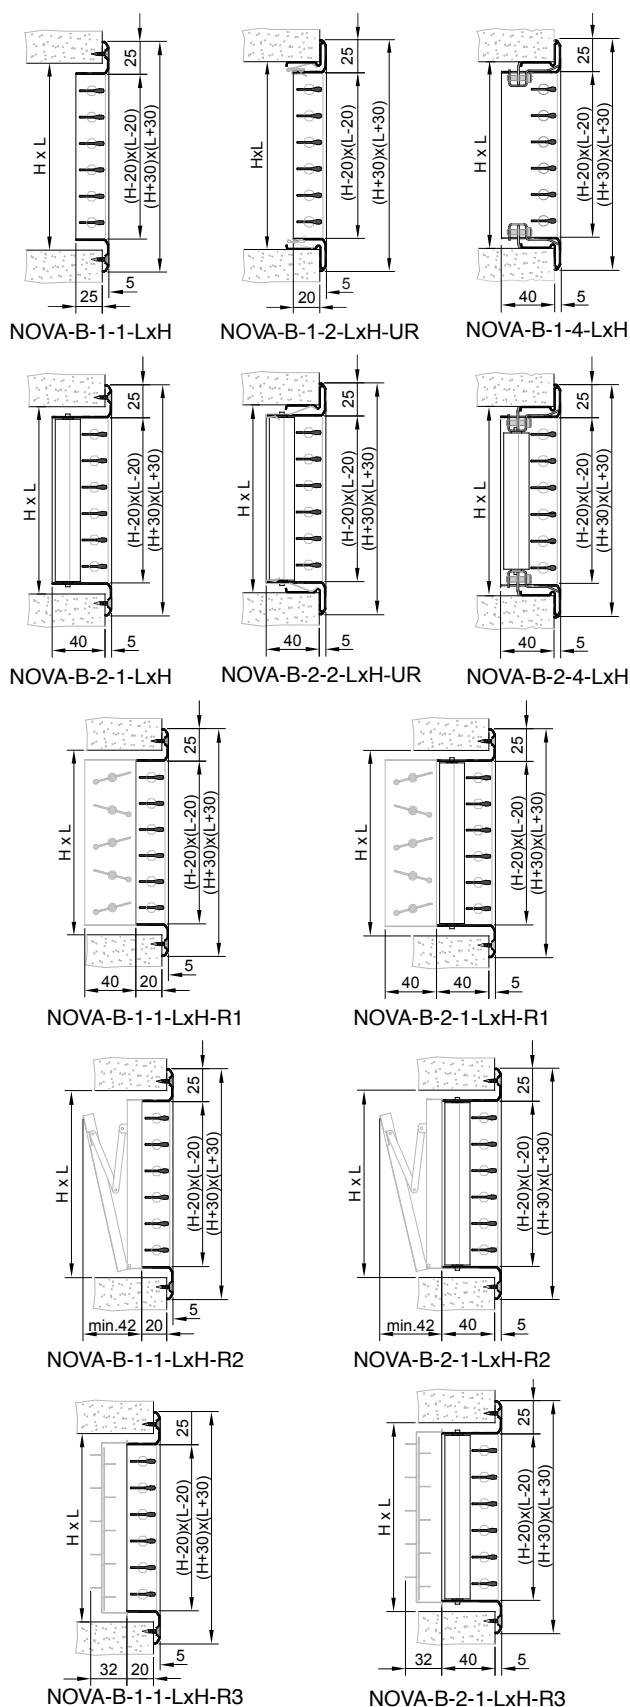 25
H x L
(H-20)x(L-20)
(H+30)x(L+30)
25
5
NOVA-B-1-1-LxH
25
HxL
(H-20)x(L-20)
(H+30)x(L+30)
20
5
NOVA-B-1-2-LxH-UR
25
H x L
(H-20)x(L-20)
(H+30)x(L+30)
40
5
NOVA-B-1-4-LxH
25
H x L
(H-20)x(L-20)
(H+30)x(L+30)
40
5
NOVA-B-2-1-LxH
25
H x L
(H-20)x(L-20)
(H+30)x(L+30)
40
5
NOVA-B-2-2-LxH-UR
25
H x L
(H-20)x(L-20)
(H+30)x(L+30)
40
5
NOVA-B-2-4-LxH
25
H x L
(H-20)x(L-20)
(H+30)x(L+30)
5
40
20
NOVA-B-1-1-LxH-R1
25
H x L
(H-20)x(L-20)
(H+30)x(L+30)
40
40
5
NOVA-B-2-1-LxH-R1
25
H x L
(H-20)x(L-20)
(H+30)x(L+30)
5
min.42
20
NOVA-B-1-1-LxH-R2
25
H x L
(H-20)x(L-20)
(H+30)x(L+30)
min.42
40
5
NOVA-B-2-1-LxH-R2
25
H x L
(H-20)x(L-20)
(H+30)x(L+30)
5
32
20
NOVA-B-1-1-LxH-R3
25
H x L
(H-20)x(L-20)
(H+30)x(L+30)
32
40
5
NOVA-B-2-1-LxH-R3